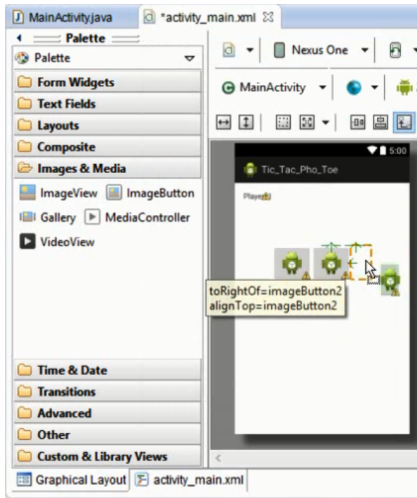 MainActivity.java
*activity_main.xml
Palette
Palette
Nexus One
Form Widgets
Text Fields
Layouts
Composite
Images & Media
ImageView ImageButton
Gallery MediaController
VideoView
Time & Date
Transitions
Advanced
Other
Custom & Library Views
MainActivity
5:00
Tic_Tac_Pho_Toe
toRightOf=imageButton2
alignTop=imageButton2
Graphical Layout activity_main.xml